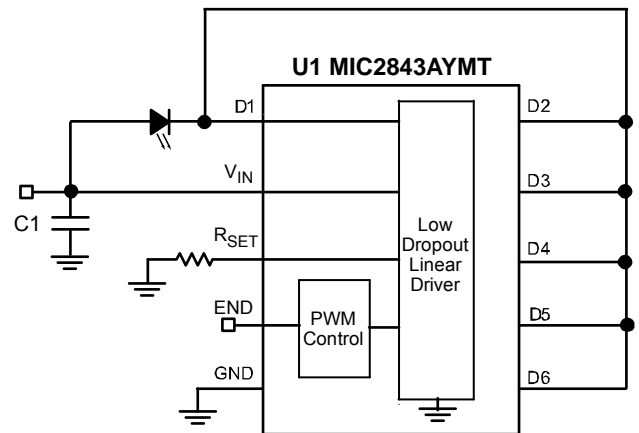 U1 MIC2843AYMT
D1
D2
VIN
D3
C1
RSET
Low
Dropout
Linear
Driver
D4
END
PWM
Control
D5
GND
D6